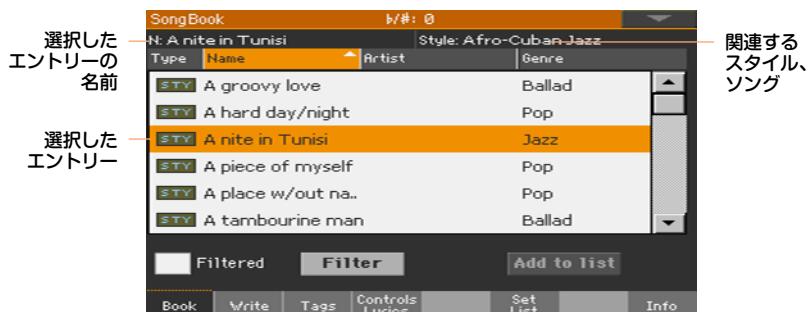 SongBook ♭/#: 0
選択した
エントリーの
名前
N: A nite in Tunisi Style: Afro-Cuban Jazz
関連する
スタイル、
ソング
Type Name Artist Genre
STY A groovy love Ballad
STY A hard day/night Pop
選択した
エントリー
STY A nite in Tunisi Jazz
STY A piece of myself Pop
STY A place w/out na.. Pop
STY A tambourine man Ballad
Filtered Filter Add to list
Book Write Tags Controls Lyrics Set List Info